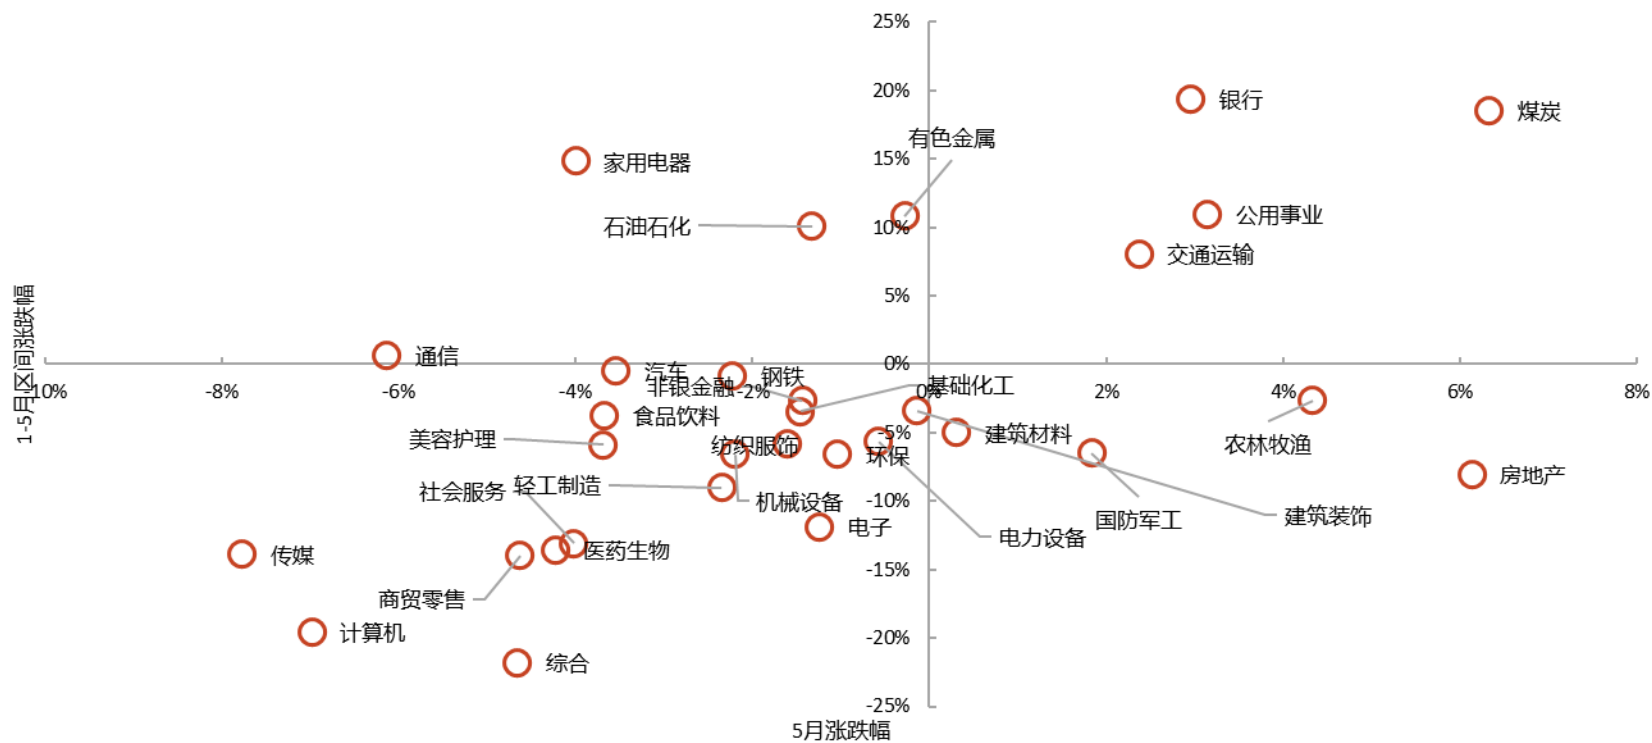 25%
20%
银行
煤炭
有色金属
15%
家用电器
公用事业
石油石化
10%
交通运输
5%
1-5月区间涨跌幅
通信
0%
汽车
钢铁
非银金融
基础化工
-10%
-8%
-6%
-4%
-2%
0%
2%
4%
6%
8%
食品饮料
建筑材料
-5%
美容护理
纺织服饰
环保
农林牧渔
房地产
社会服务
轻工制造
机械设备
-10%
国防军工
建筑装饰
电子
电力设备
传媒
医药生物
-15%
商贸零售
计算机
-20%
综合
-25%
5月涨跌幅